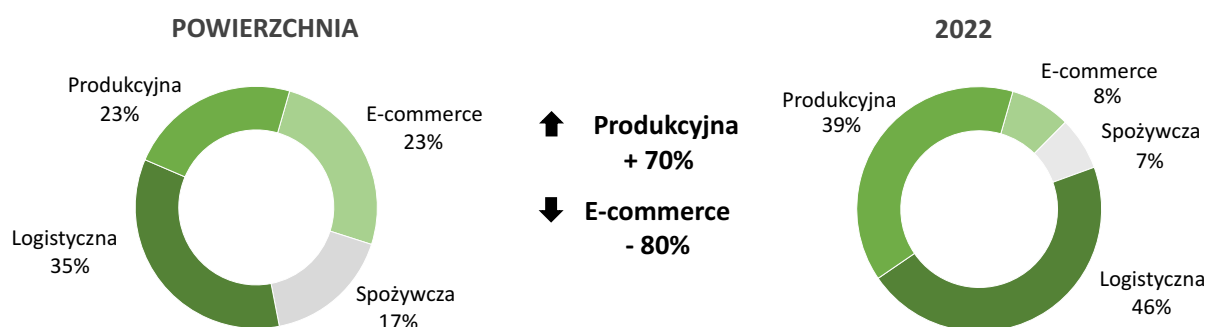 POWIERZCHNIA
Produkcyjna
23%
E-commerce
23%
Logistyczna
35%
Spożywcza
17%
Produkcyjna
+ 70%
E-commerce
- 80%
2022
E-commerce
8%
Produkcyjna
39%
Spożywcza
7%
Logistyczna
46%